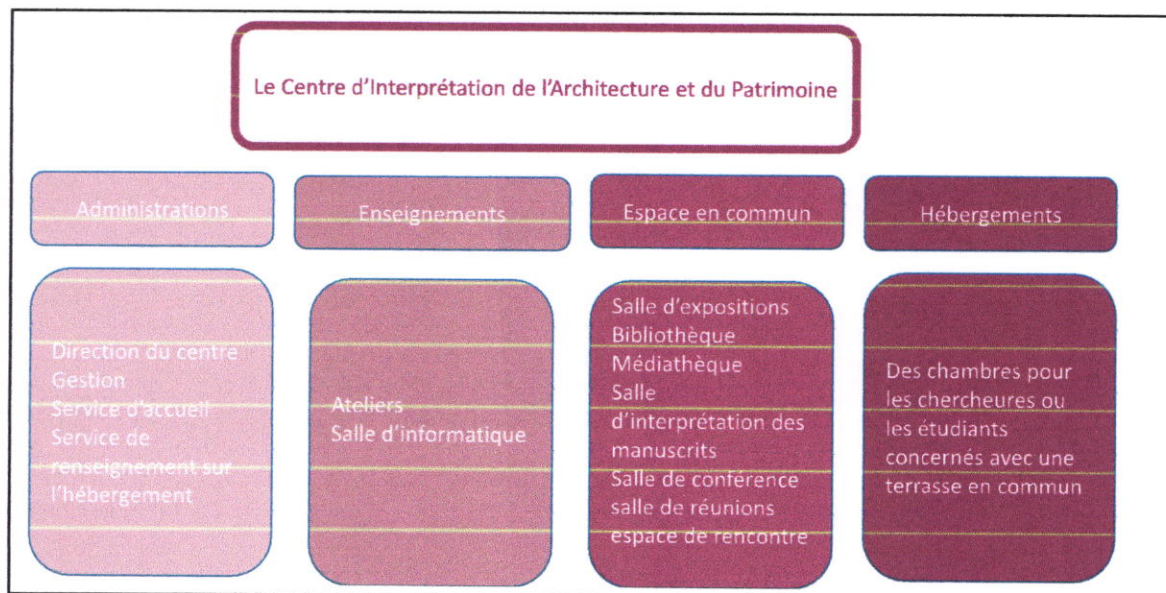 Le Centre d'Interprétation de l'Architecture et du Patrimoine
Administrations
Direction du centre
Gestion
Service d'accueil
Service de
renseignement sur
l'hébergement
Enseignements
Ateliers
Salle d'informatique
Espace en commun
Salle d'expositions
Bibliothèque
Médiathèque
Salle
d'interprétation des
manuscrits
Salle de conférence
salle de réunions
espace de rencontre
Hébergements
Des chambres pour
les chercheures ou
les étudiants
concernés avec une
terrasse en commun